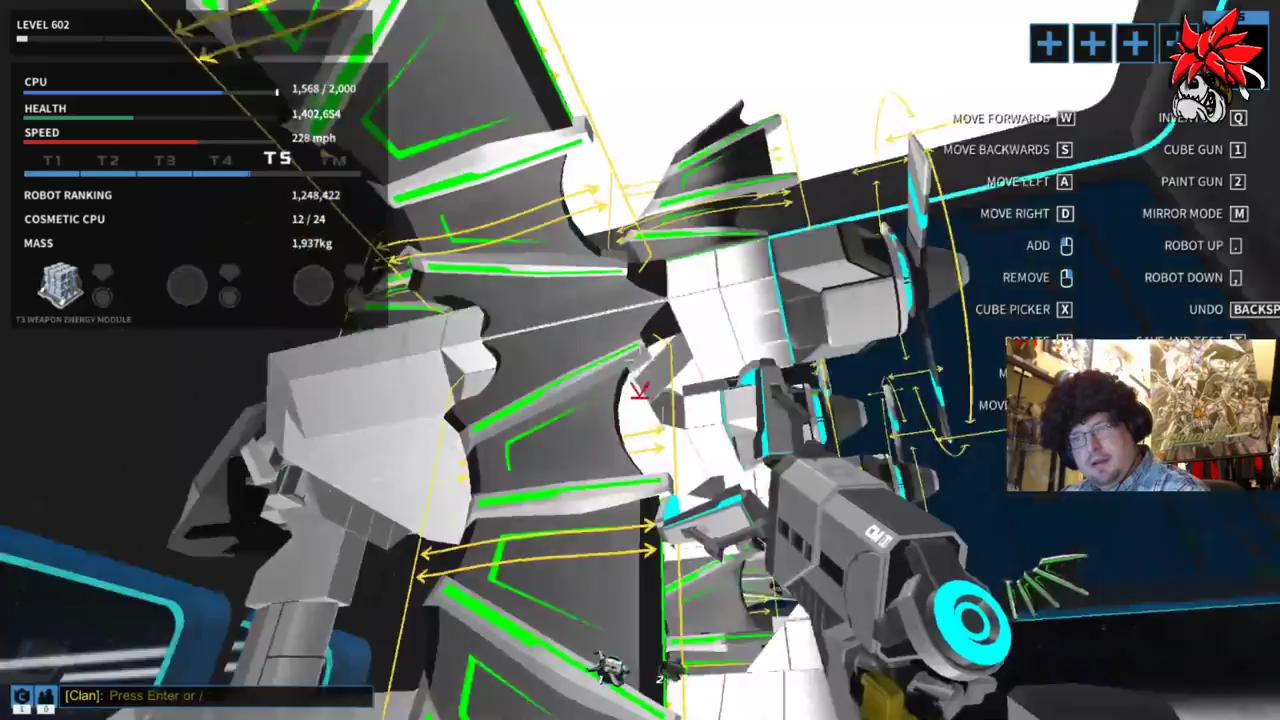 LEVEL 602
CPU 1,568 / 2,000
HEALTH 1,402,654
SPEED 228 mph
T1 T2 T3 T4 T5 TM
ROBOT RANKING 1,248,422
COSMETIC CPU 12 / 24
MASS 1,937kg
T3 WEAPON ENERGY MODULE
MOVE FORWARDS W
MOVE BACKWARDS S
MOVE LEFT A
MOVE RIGHT D
ADD
REMOVE
CUBE PICKER X
Q
CUBE GUN 1
PAINT GUN 2
MIRROR MODE M
ROBOT UP .
ROBOT DOWN ,
UNDO BACKSP
[Clan]: Press Enter or /